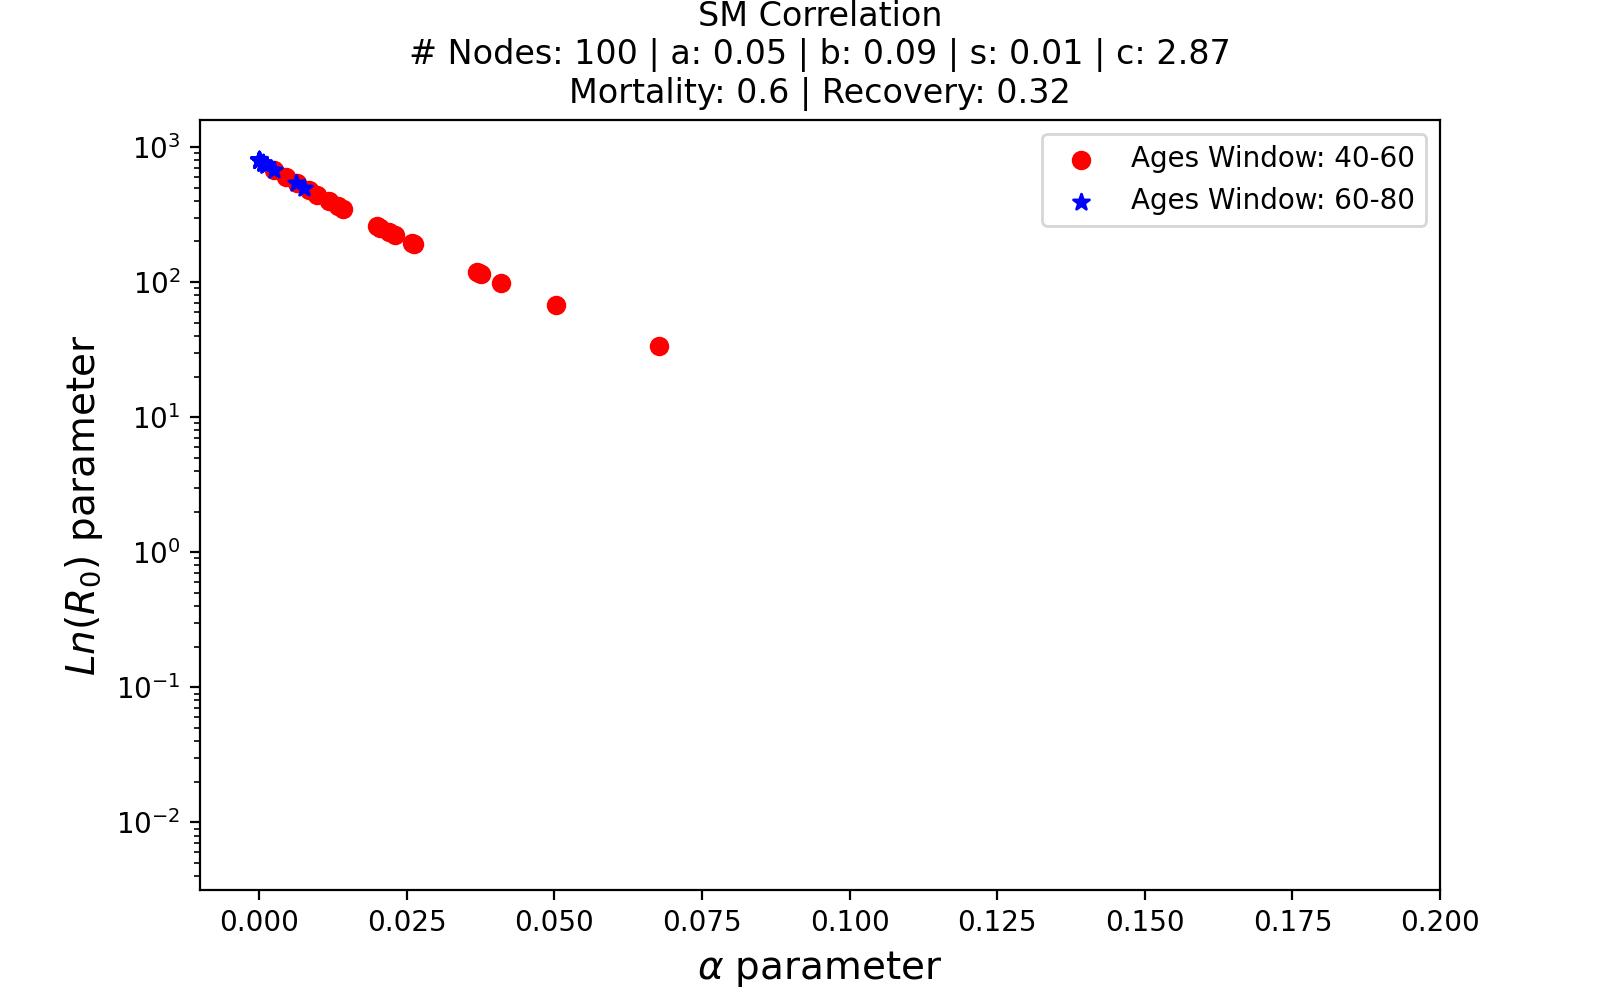 SM Correlation
# Nodes: 100 | a: 0.05 | b: 0.09 | s: 0.01 | c: 2.87
Mortality: 0.6 | Recovery: 0.32
Ages Window: 40-60
Ages Window: 60-80
Ln(R₀) parameter
10³
10²
10¹
10⁰
10⁻¹
10⁻²
0.000 0.025 0.050 0.075 0.100 0.125 0.150 0.175 0.200
α parameter